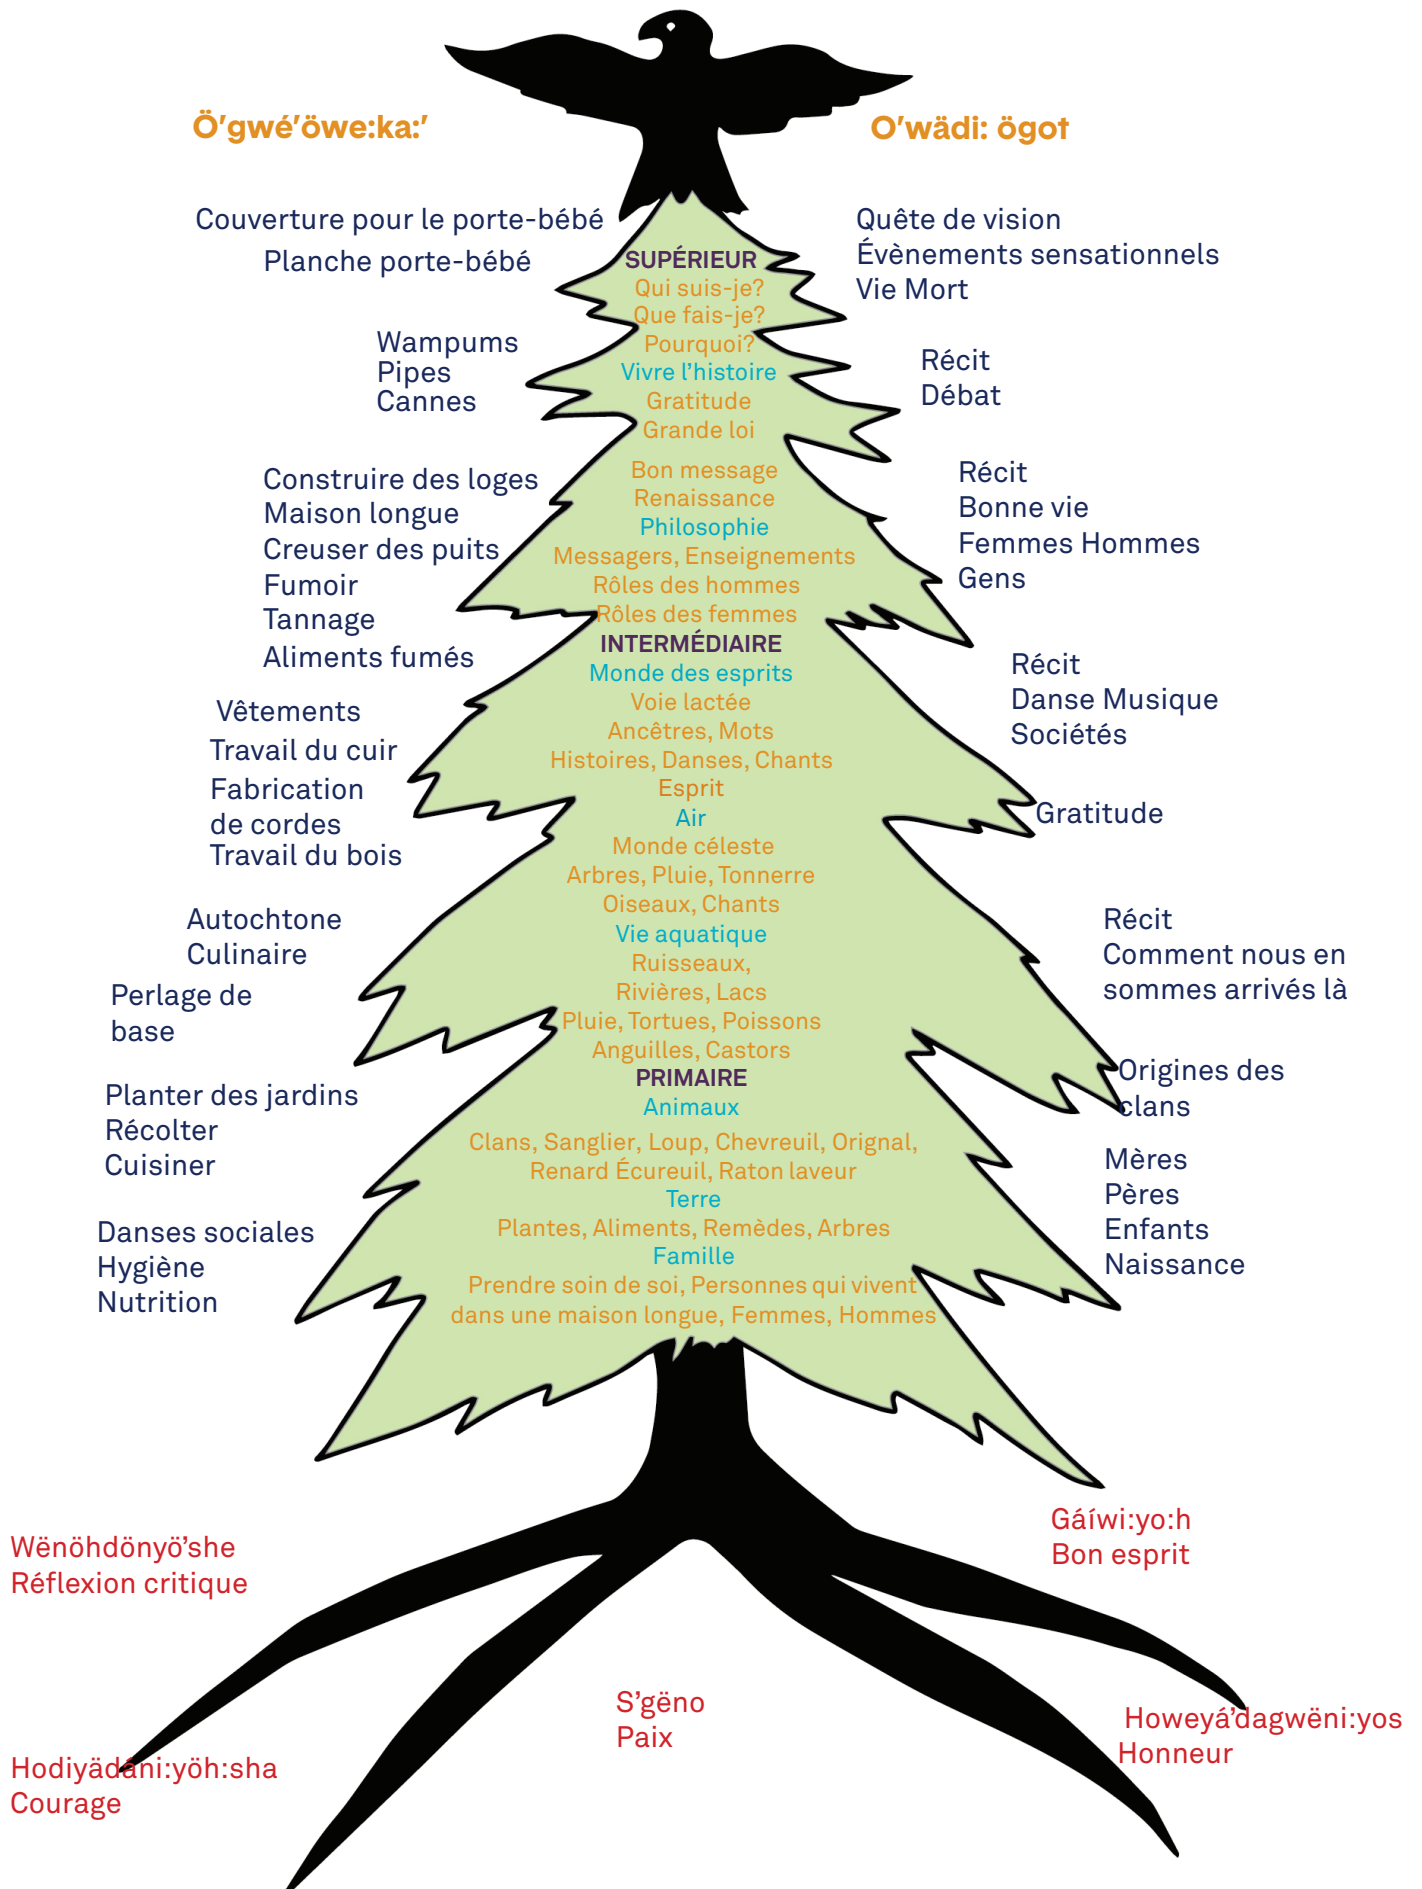 Ö'gwé'öwe:ka:'
O'wädi: ögot
Couverture pour le porte-bébé
Planche porte-bébé
Wampums
Pipes
Cannes
Construire des loges
Maison longue
Creuser des puits
Fumoir
Tannage
Aliments fumés
Vêtements
Travail du cuir
Fabrication
de cordes
Travail du bois
Autochtone
Culinaire
Perlage de
base
Planter des jardins
Récolter
Cuisiner
Danses sociales
Hygiène
Nutrition
SUPÉRIEUR
Qui suis-je?
Que fais-je?
Pourquoi?
Vivre l'histoire
Gratitude
Grande loi
Bon message
Renaissance
Philosophie
Messagers, Enseignements
Rôles des hommes
Rôles des femmes
INTERMÉDIAIRE
Monde des esprits
Voie lactée
Ancêtres, Mots
Histoires, Danses, Chants
Esprit
Air
Monde céleste
Arbres, Pluie, Tonnerre
Oiseaux, Chants
Vie aquatique
Ruisseaux,
Rivières, Lacs
Pluie, Tortues, Poissons
Anguilles, Castors
PRIMAIRE
Animaux
Clans, Sanglier, Loup, Chevreuil, Orignal,
Renard Écureuil, Raton laveur
Terre
Plantes, Aliments, Remèdes, Arbres
Famille
Prendre soin de soi, Personnes qui vivent
dans une maison longue, Femmes, Hommes
Quête de vision
Évènements sensationnels
Vie Mort
Récit
Débat
Récit
Bonne vie
Femmes Hommes
Gens
Récit
Danse Musique
Sociétés
Gratitude
Récit
Comment nous en
sommes arrivés là
Origines des
clans
Mères
Pères
Enfants
Naissance
Wënöhdönyö'she
Réflexion critique
Gáíwi:yo:h
Bon esprit
Hodiyädáni:yöh:sha
Courage
S'gëno
Paix
Howeyá'dagwëni:yos
Honneur